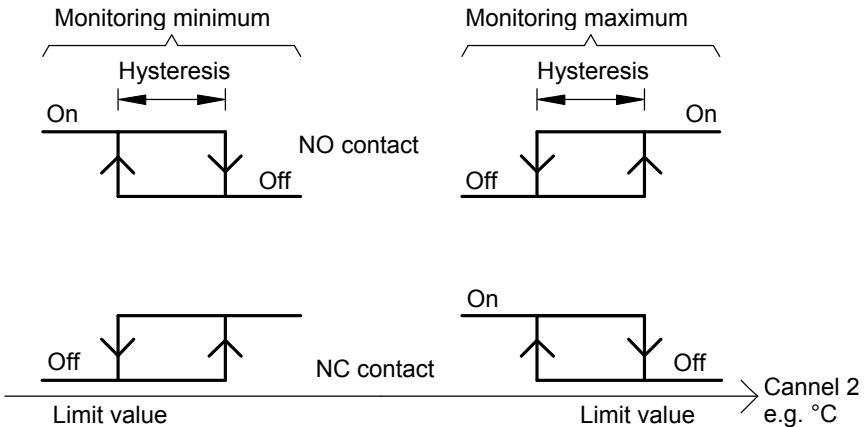 Monitoring minimum
Monitoring maximum
Hysteresis
Hysteresis
On
On
NO contact
Off
Off
On
Off
NC contact
Off
Limit value
Limit value
Cannel 2
e.g. °C